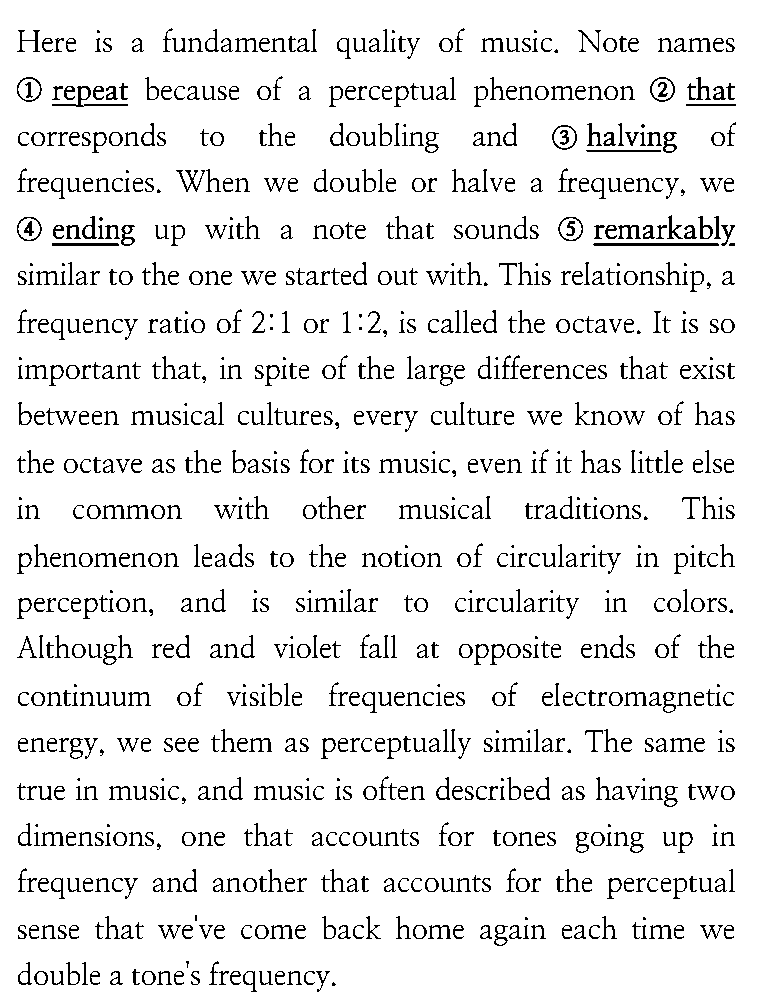 Here is a fundamental quality of music. Note names
① repeat because of a perceptual phenomenon ② that
corresponds to the doubling and ③ halving of
frequencies. When we double or halve a frequency, we
④ ending up with a note that sounds ⑤ remarkably
similar to the one we started out with. This relationship, a
frequency ratio of 2:1 or 1:2, is called the octave. It is so
important that, in spite of the large differences that exist
between musical cultures, every culture we know of has
the octave as the basis for its music, even if it has little else
in common with other musical traditions. This
phenomenon leads to the notion of circularity in pitch
perception, and is similar to circularity in colors.
Although red and violet fall at opposite ends of the
continuum of visible frequencies of electromagnetic
energy, we see them as perceptually similar. The same is
true in music, and music is often described as having two
dimensions, one that accounts for tones going up in
frequency and another that accounts for the perceptual
sense that we've come back home again each time we
double a tone's frequency.